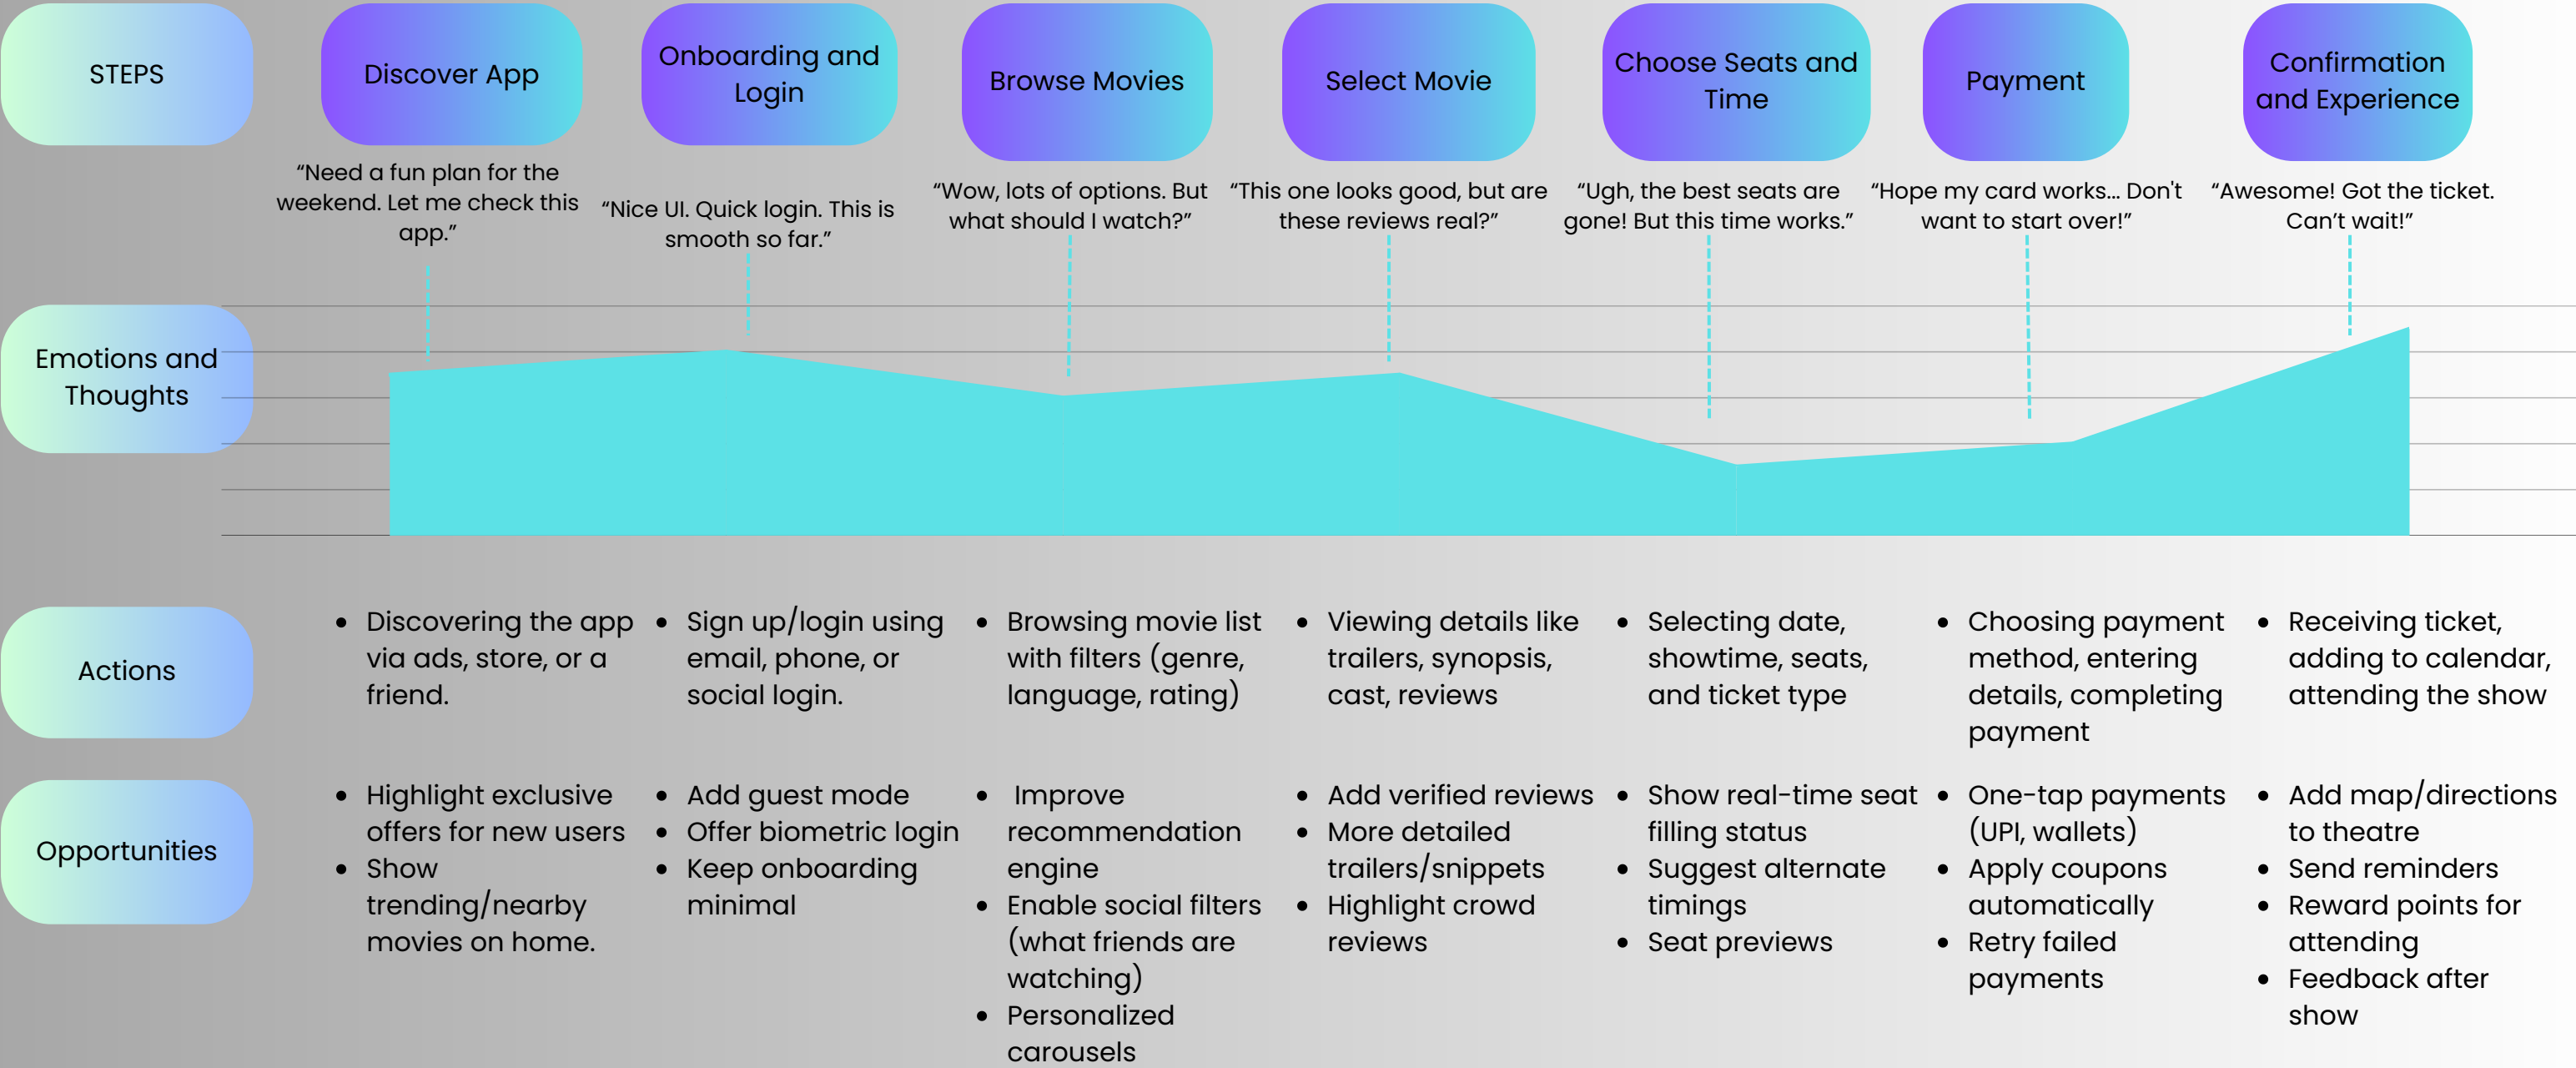 STEPS
Discover App
Onboarding and
Login
Browse Movies
Select Movie
Choose Seats and
Time
Payment
Confirmation
and Experience
“Need a fun plan for the
weekend. Let me check this
app.”
“Nice UI. Quick login. This is
smooth so far.”
“Wow, lots of options. But
what should I watch?”
“This one looks good, but are
these reviews real?”
“Ugh, the best seats are
gone! But this time works.”
“Hope my card works... Don't
want to start over!”
“Awesome! Got the ticket.
Can’t wait!”
Emotions and
Thoughts
Actions
• Discovering the app
via ads, store, or a
friend.
• Sign up/login using
email, phone, or
social login.
• Browsing movie list
with filters (genre,
language, rating)
• Viewing details like
trailers, synopsis,
cast, reviews
• Selecting date,
showtime, seats,
and ticket type
• Choosing payment
method, entering
details, completing
payment
• Receiving ticket,
adding to calendar,
attending the show
Opportunities
• Highlight exclusive
offers for new users
• Show
trending/nearby
movies on home.
• Add guest mode
• Offer biometric login
• Keep onboarding
minimal
• Improve
recommendation
engine
• Enable social filters
(what friends are
watching)
• Personalized
carousels
• Add verified reviews
• More detailed
trailers/snippets
• Highlight crowd
reviews
• Show real-time seat
filling status
• Suggest alternate
timings
• Seat previews
• One-tap payments
(UPI, wallets)
• Apply coupons
automatically
• Retry failed
payments
• Add map/directions
to theatre
• Send reminders
• Reward points for
attending
• Feedback after
show